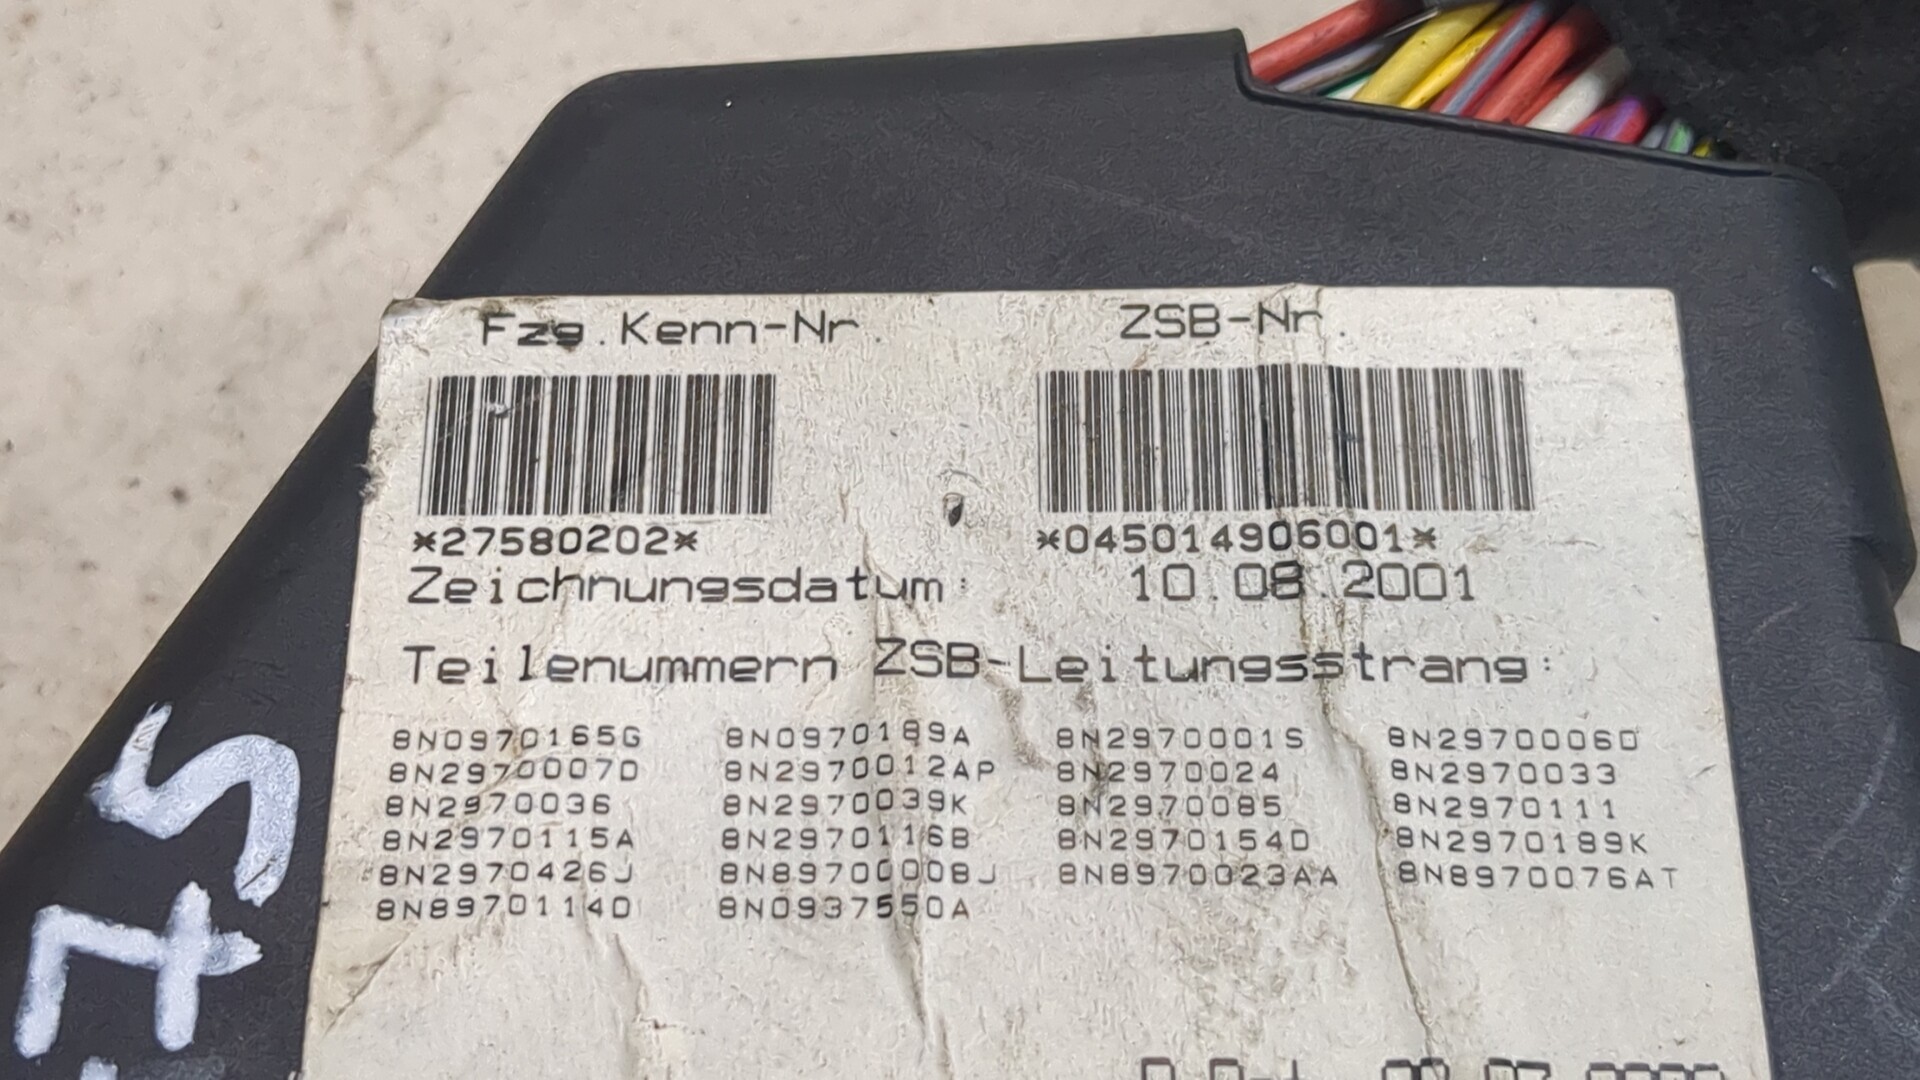 Fzg.Kenn-Nr. ZSB-Nr.
*27580202* *045014906001*
Zeichnungsdatum: 10.08.2001
Teilenummern ZSB-Leitungsstrang:
8N0970165G 8N0970189A 8N2970001S 8N2970006D
8N2970007D 8N2970012AP 8N2970024 8N2970033
8N2970036 8N2970039K 8N2970085 8N2970111
8N2970115A 8N2970116B 8N2970154D 8N2970189K
8N2970426J 8N8970008J 8N8970023AA 8N8970076AT
8N8970114D 8N0937550A